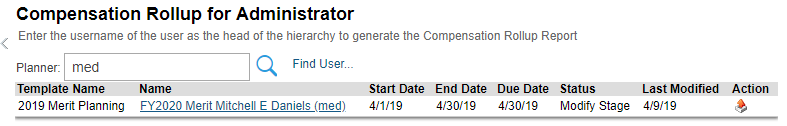 Compensation Rollup for Administrator
Enter the username of the user as the head of the hierarchy to generate the Compensation Rollup Report
Planner: med Find User...
Template Name Name Start Date End Date Due Date Status Last Modified Action
2019 Merit Planning FY2020 Merit Mitchell E Daniels (med) 4/1/19 4/30/19 4/30/19 Modify Stage 4/9/19